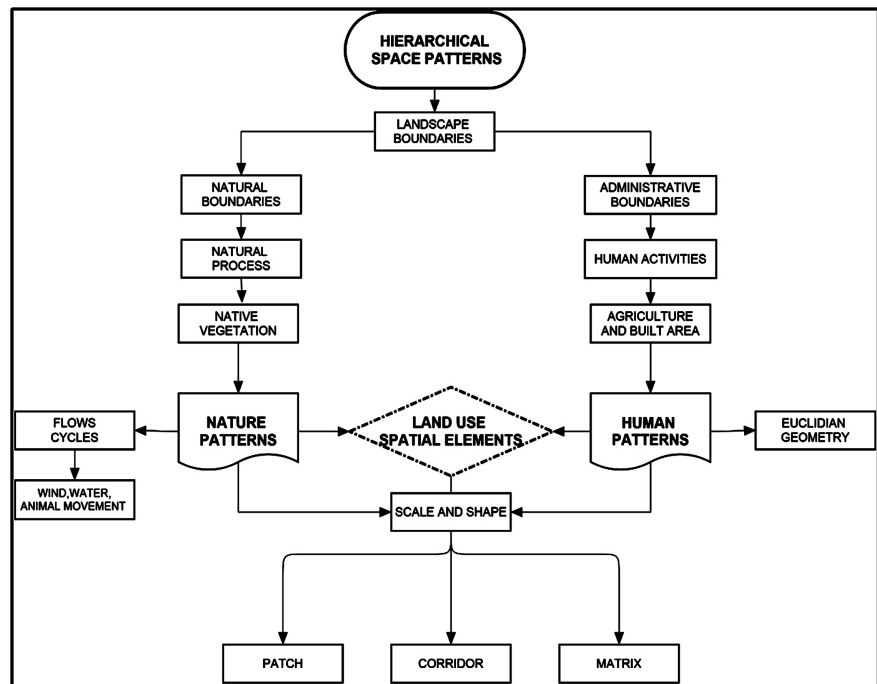 HIERARCHICAL
SPACE PATTERNS
LANDSCAPE
BOUNDARIES
NATURAL
BOUNDARIES
ADMINISTRATIVE
BOUNDARIES
NATURAL
PROCESS
HUMAN ACTIVITIES
NATIVE
VEGETATION
AGRICULTURE
AND BUILT AREA
FLOWS
CYCLES
NATURE
PATTERNS
LAND USE
SPATIAL ELEMENTS
HUMAN
PATTERNS
EUCLIDIAN
GEOMETRY
WIND,WATER,
ANIMAL MOVEMENT
SCALE AND SHAPE
PATCH
CORRIDOR
MATRIX